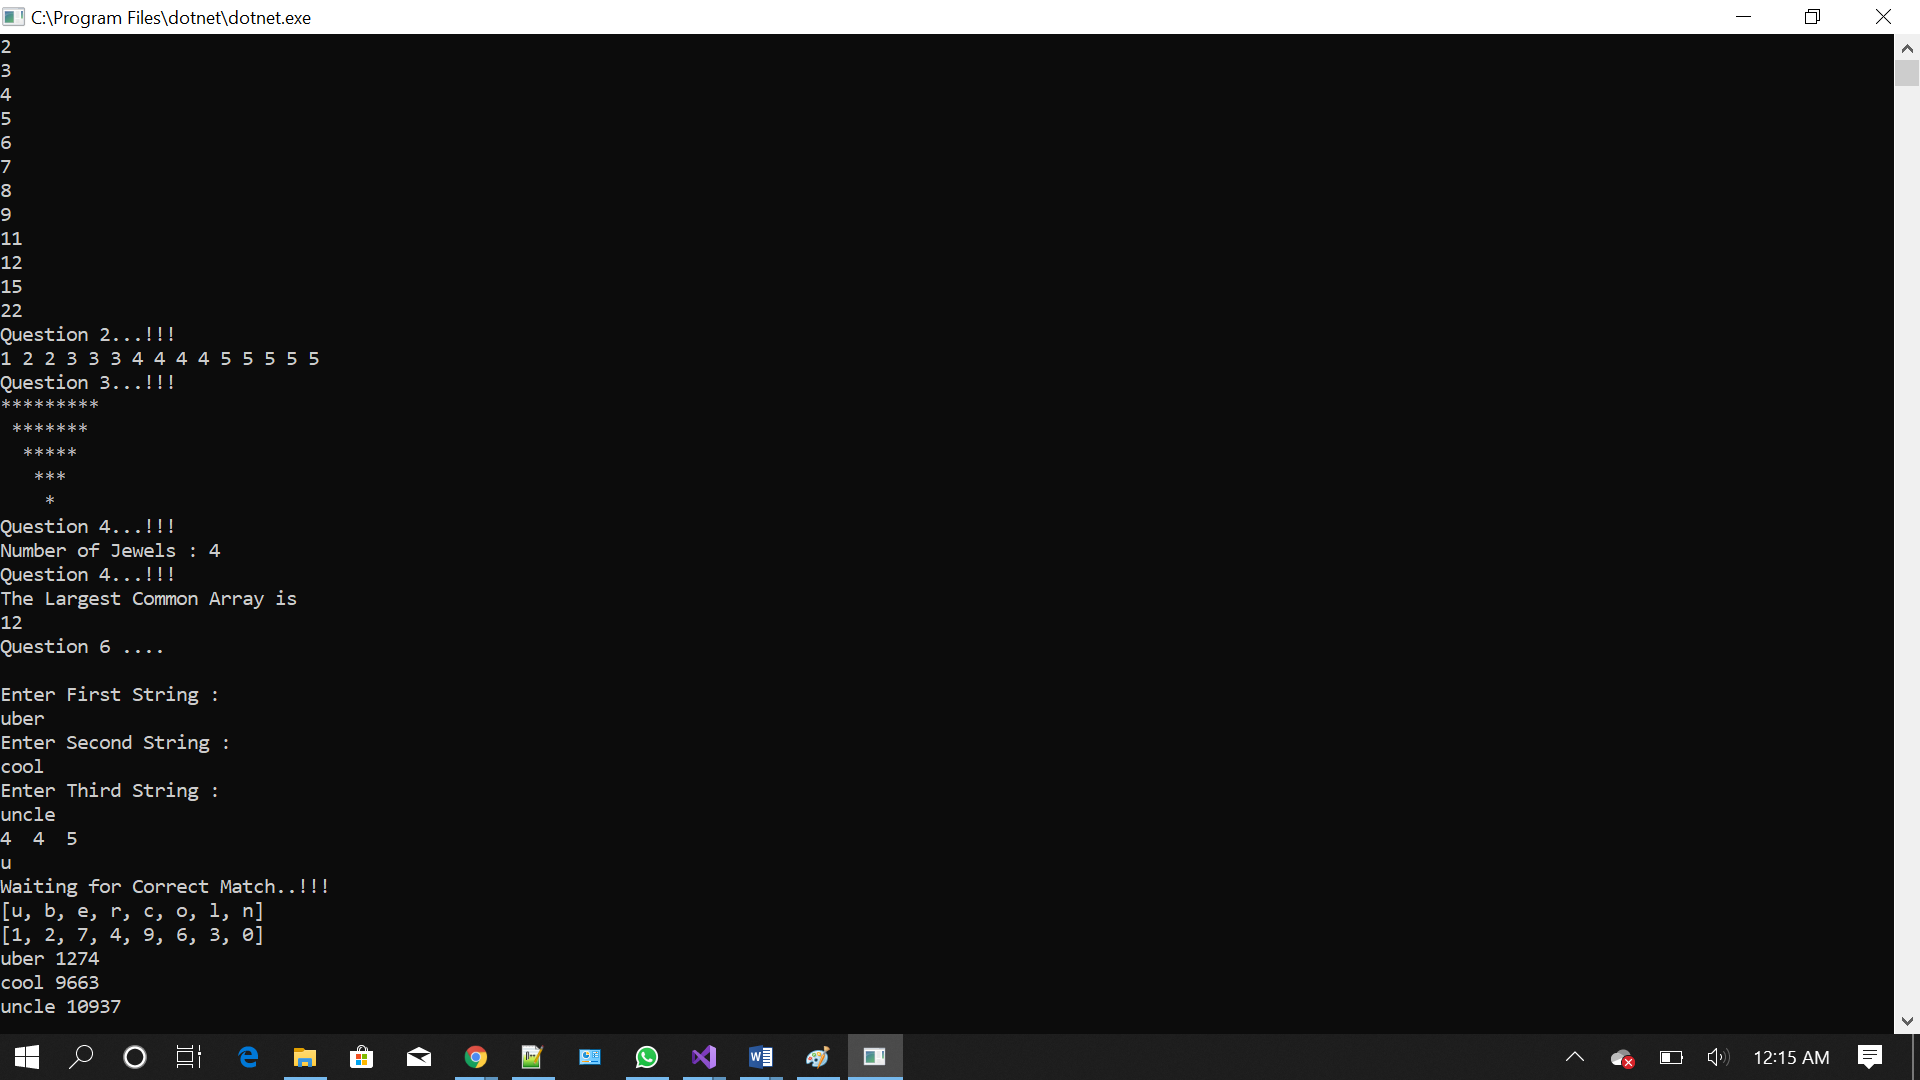 C:\Program Files\dotnet\dotnet.exe
2
3
4
5
6
7
8
9
11
12
15
22
Question 2...!!!
1 2 2 3 3 3 4 4 4 4 5 5 5 5 5
Question 3...!!!
*********
 *******
  *****
   ***
    *
Question 4...!!!
Number of Jewels : 4
Question 4...!!!
The Largest Common Array is
12
Question 6 ....

Enter First String :
uber
Enter Second String :
cool
Enter Third String :
uncle
4  4  5
u
Waiting for Correct Match..!!!
[u, b, e, r, c, o, l, n]
[1, 2, 7, 4, 9, 6, 3, 0]
uber 1274
cool 9663
uncle 10937
12:15 AM